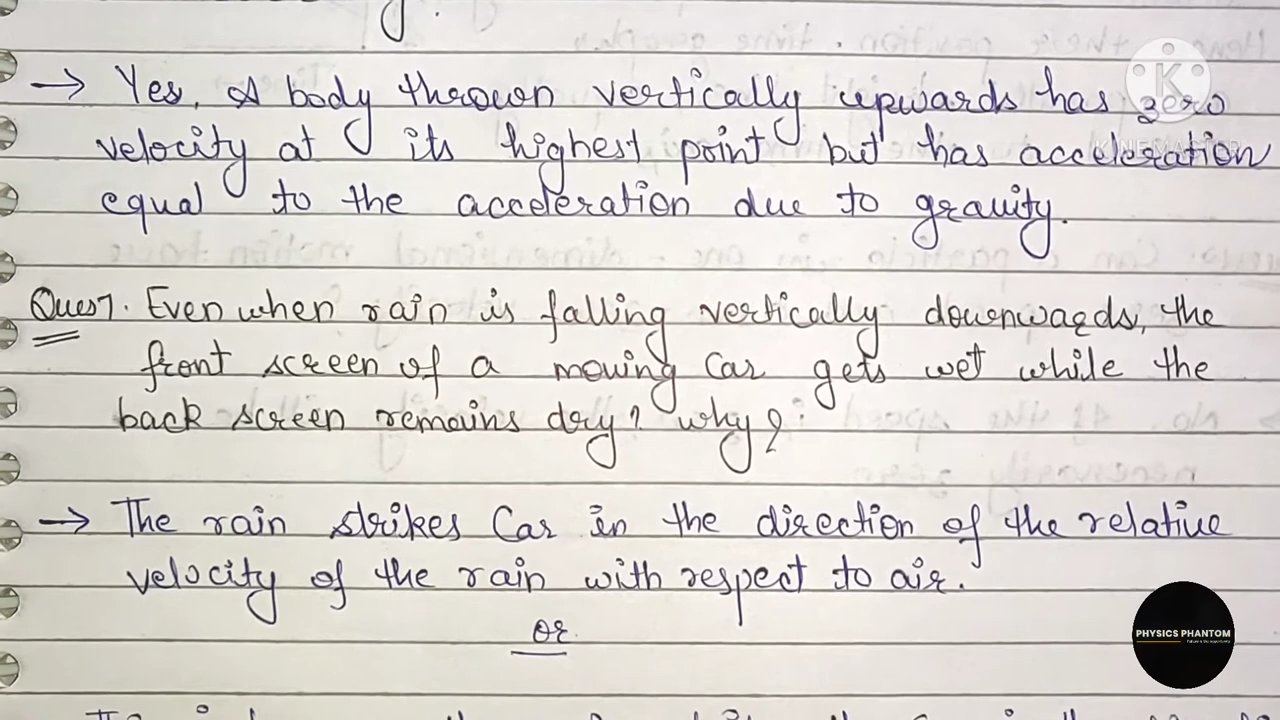 → Yes, A body thrown vertically upwards has zero
velocity at its highest point but has acceleration
equal to the acceleration due to gravity.
Ques7. Even when rain is falling vertically downwards, the
front screen of a moving Car gets wet while the
back screen remains dry? why?
→ The rain strikes Car in the direction of the relative
velocity of the rain with respect to air.
or
KINEMASTER
PHYSICS PHANTOM